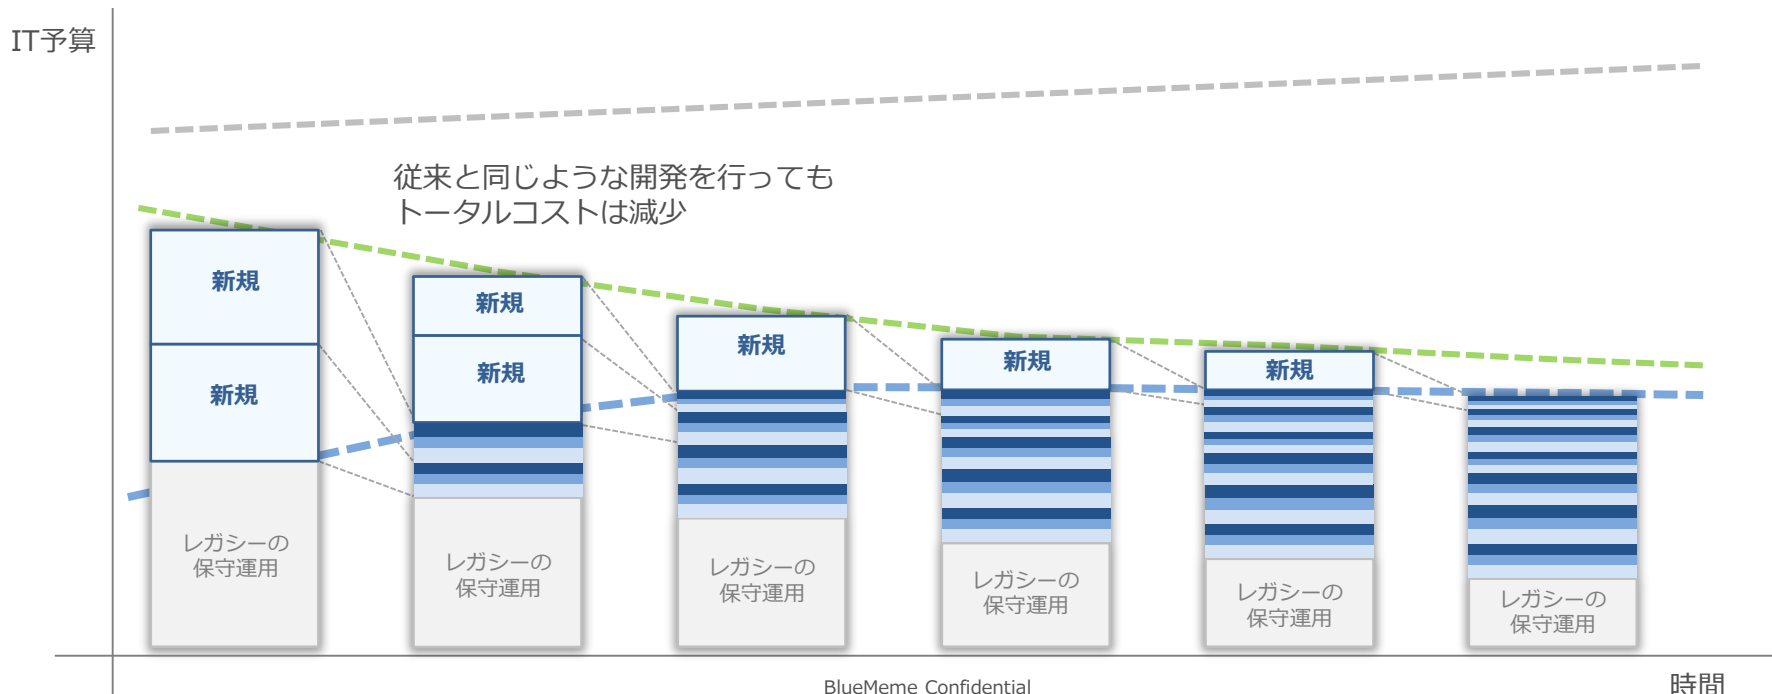 IT予算
従来と同じような開発を行っても
トータルコストは減少
新規
新規
レガシーの
保守運用
新規
新規
レガシーの
保守運用
新規
レガシーの
保守運用
新規
レガシーの
保守運用
新規
レガシーの
保守運用
レガシーの
保守運用
BlueMeme Confidential
時間